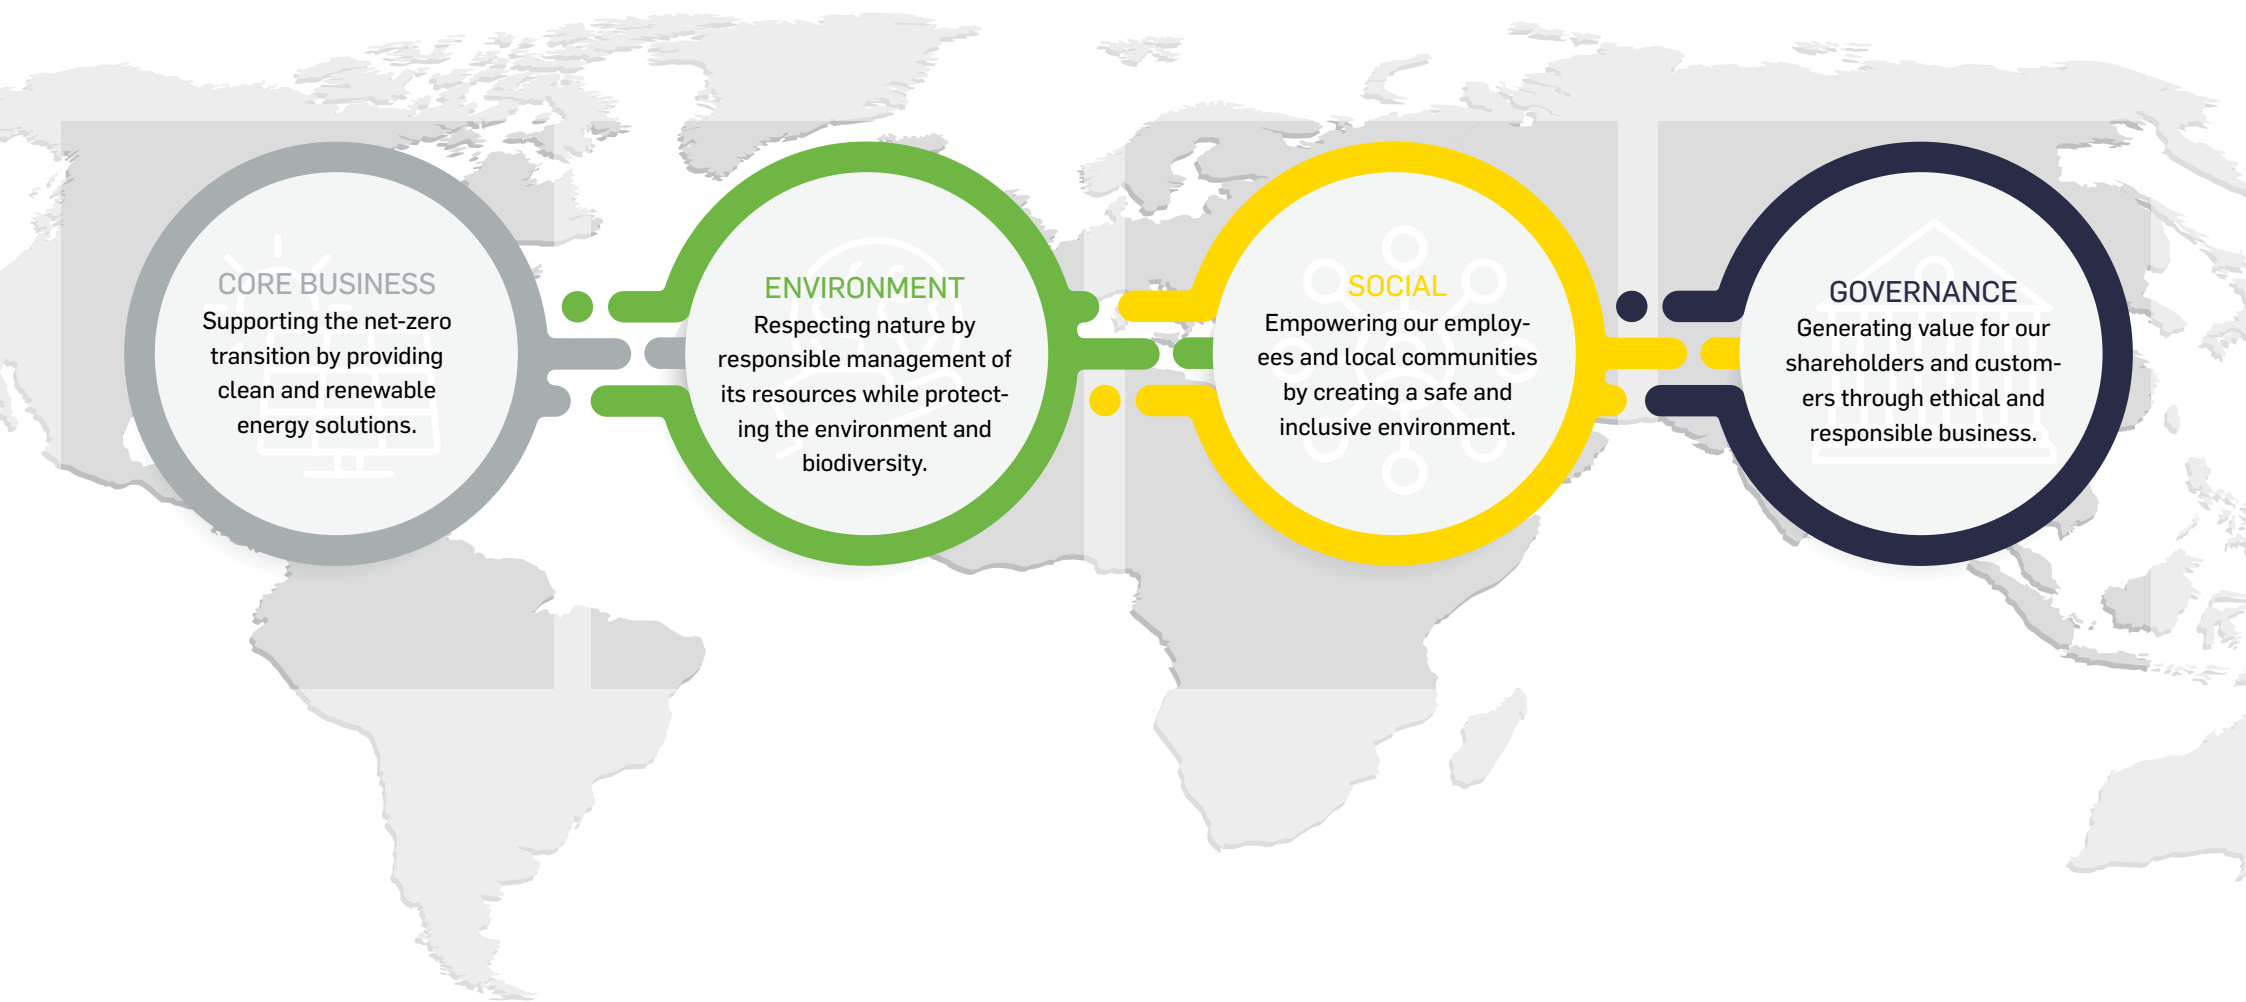 CORE BUSINESS
Supporting the net-zero
transition by providing
clean and renewable
energy solutions.
ENVIRONMENT
Respecting nature by
responsible management of
its resources while protect-
ing the environment and
biodiversity.
SOCIAL
Empowering our employ-
ees and local communities
by creating a safe and
inclusive environment.
GOVERNANCE
Generating value for our
shareholders and custom-
ers through ethical and
responsible business.